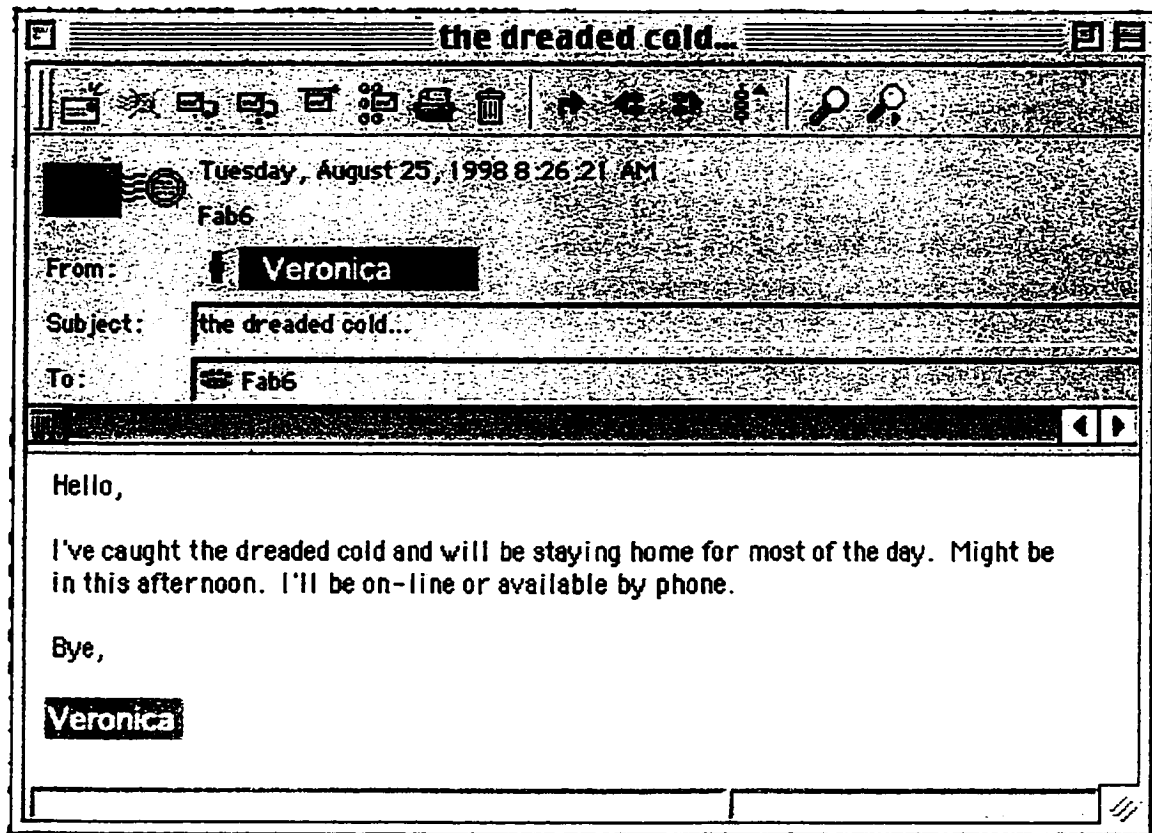 the dreaded cold...
Tuesday, August 25, 1998 8:26:21 AM
Fab6
From: Veronica
Subject: the dreaded cold...
To: Fab6
Hello,
I've caught the dreaded cold and will be staying home for most of the day. Might be
in this afternoon. I'll be on-line or available by phone.
Bye,
Veronica